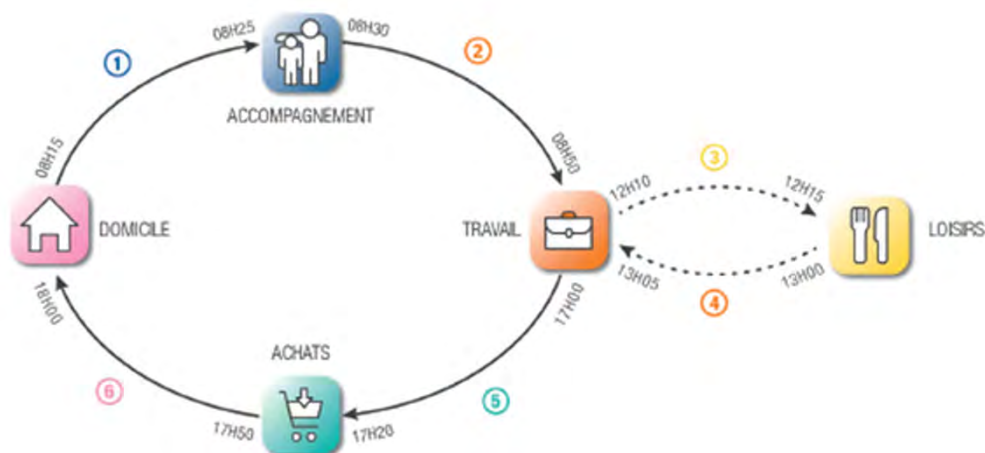 08H25
08H30
1
2
ACCOMPAGNEMENT
08H15
08H50
3
12H10
12H15
DOMICILE
TRAVAIL
LOISIRS
18H00
17H00
13H05
13H00
4
ACHATS
6
5
17H50
17H20